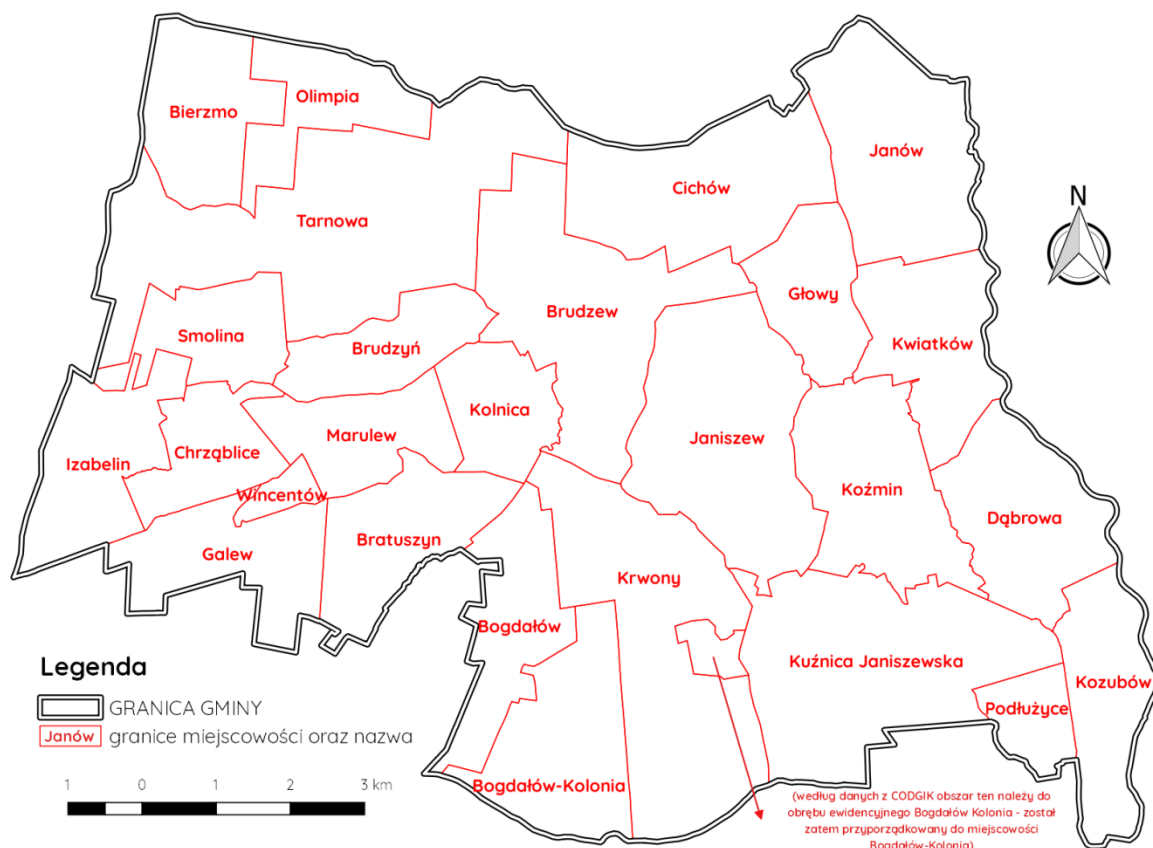 Olimpia
Bierzmo
Janów
Cichów
N
Tarnowa
Głowy
Brudzew
Smolina
Kwiatków
Brudzyń
Kolnica
Marulew
Janiszew
Chrząblice
Izabelin
Wincentów
Koźmin
Dąbrowa
Bratuszyn
Galew
Krwony
Bogdałów
Kuźnica Janiszewska
Kozubów
Podłużyce
Bogdałów-Kolonia
Legenda
GRANICA GMINY
Janów granice miejscowości oraz nazwa
1 0 1 2 3 km
(według danych z CODGIK obszar ten należy do
obrębu ewidencyjnego Bogdałów Kolonia - został
zatem przyporządkowany do miejscowości
Bogdałów-Kolonia)